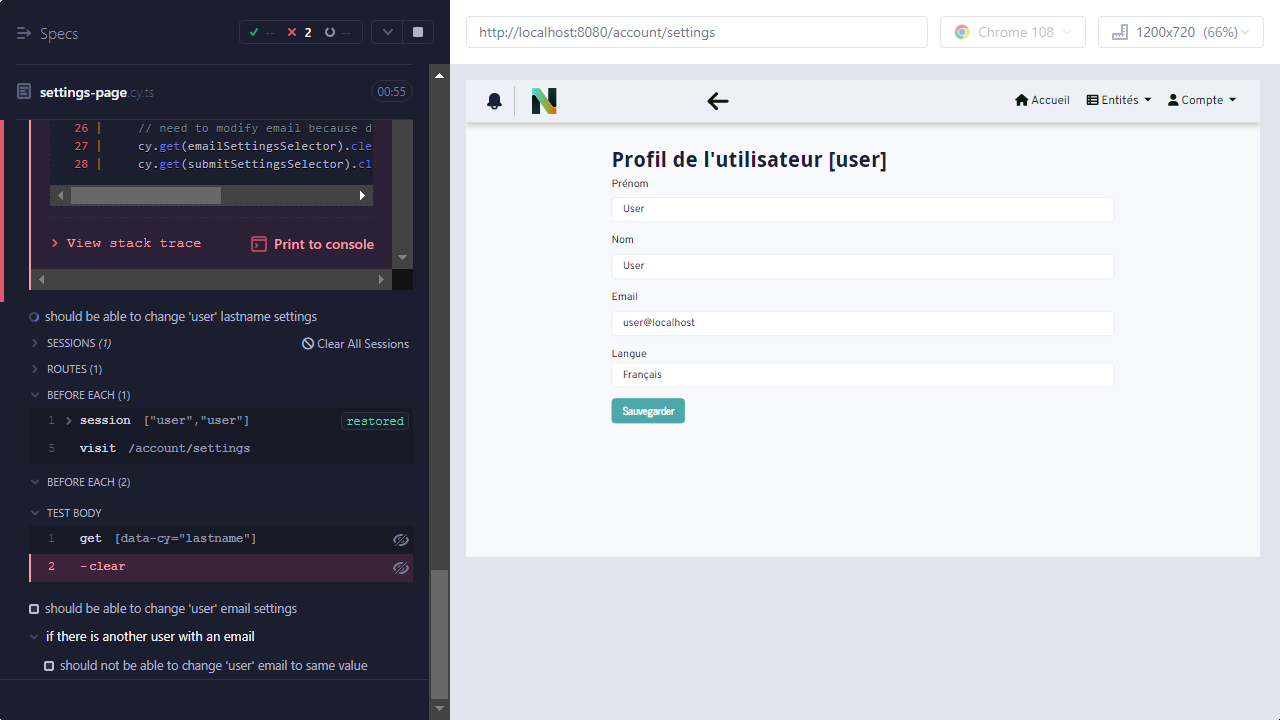 Specs
-- 2 --
settings-page.cy.ts
00:55
26 | // need to modify email because d
27 | cy.get(emailSettingsSelector).cle
28 | cy.get(submitSettingsSelector).cl
View stack trace
Print to console
should be able to change 'user' lastname settings
SESSIONS (1)
Clear All Sessions
ROUTES (1)
BEFORE EACH (1)
1 session ["user","user"] restored
5 visit /account/settings
BEFORE EACH (2)
TEST BODY
1 get [data-cy="lastname"]
2 -clear
should be able to change 'user' email settings
if there is another user with an email
should not be able to change 'user' email to same value
http://localhost:8080/account/settings
Chrome 108
1200x720 (66%)
Accueil
Entités
Compte
Profil de l'utilisateur [user]
Prénom
User
Nom
User
Email
user@localhost
Langue
Français
Sauvegarder